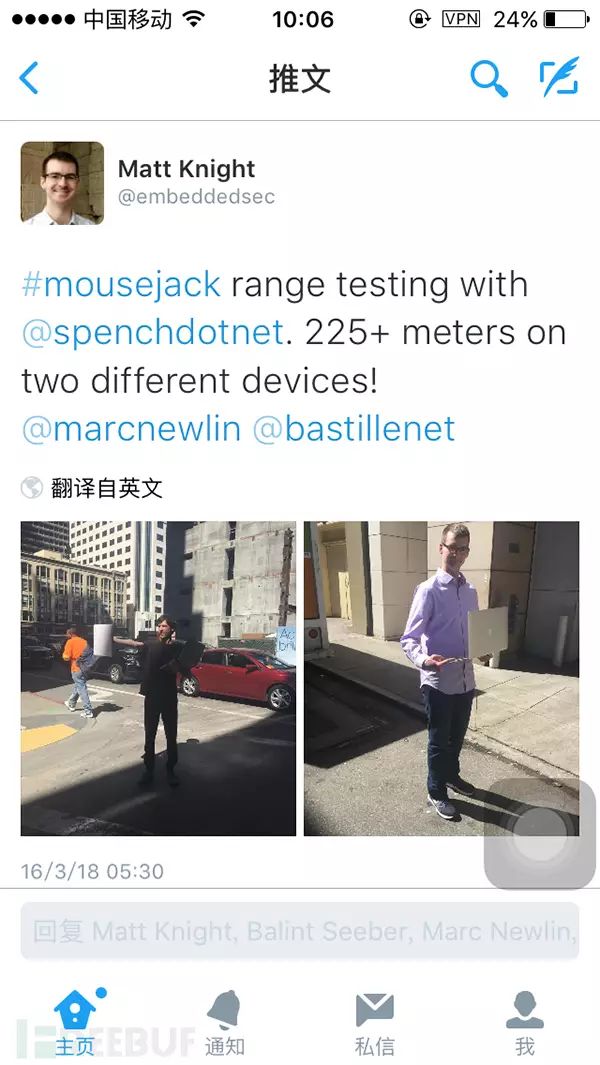 中国移动 10:06 VPN 24%
推文
Matt Knight
@embeddedsec
#mousejack range testing with
@spenchdotnet. 225+ meters on
two different devices!
@marcnewlin @bastillenet
翻译自英文
16/3/18 05:30
回复 Matt Knight, Balint Seeber, Marc Newlin,
主页 通知 私信 我
REEBUF